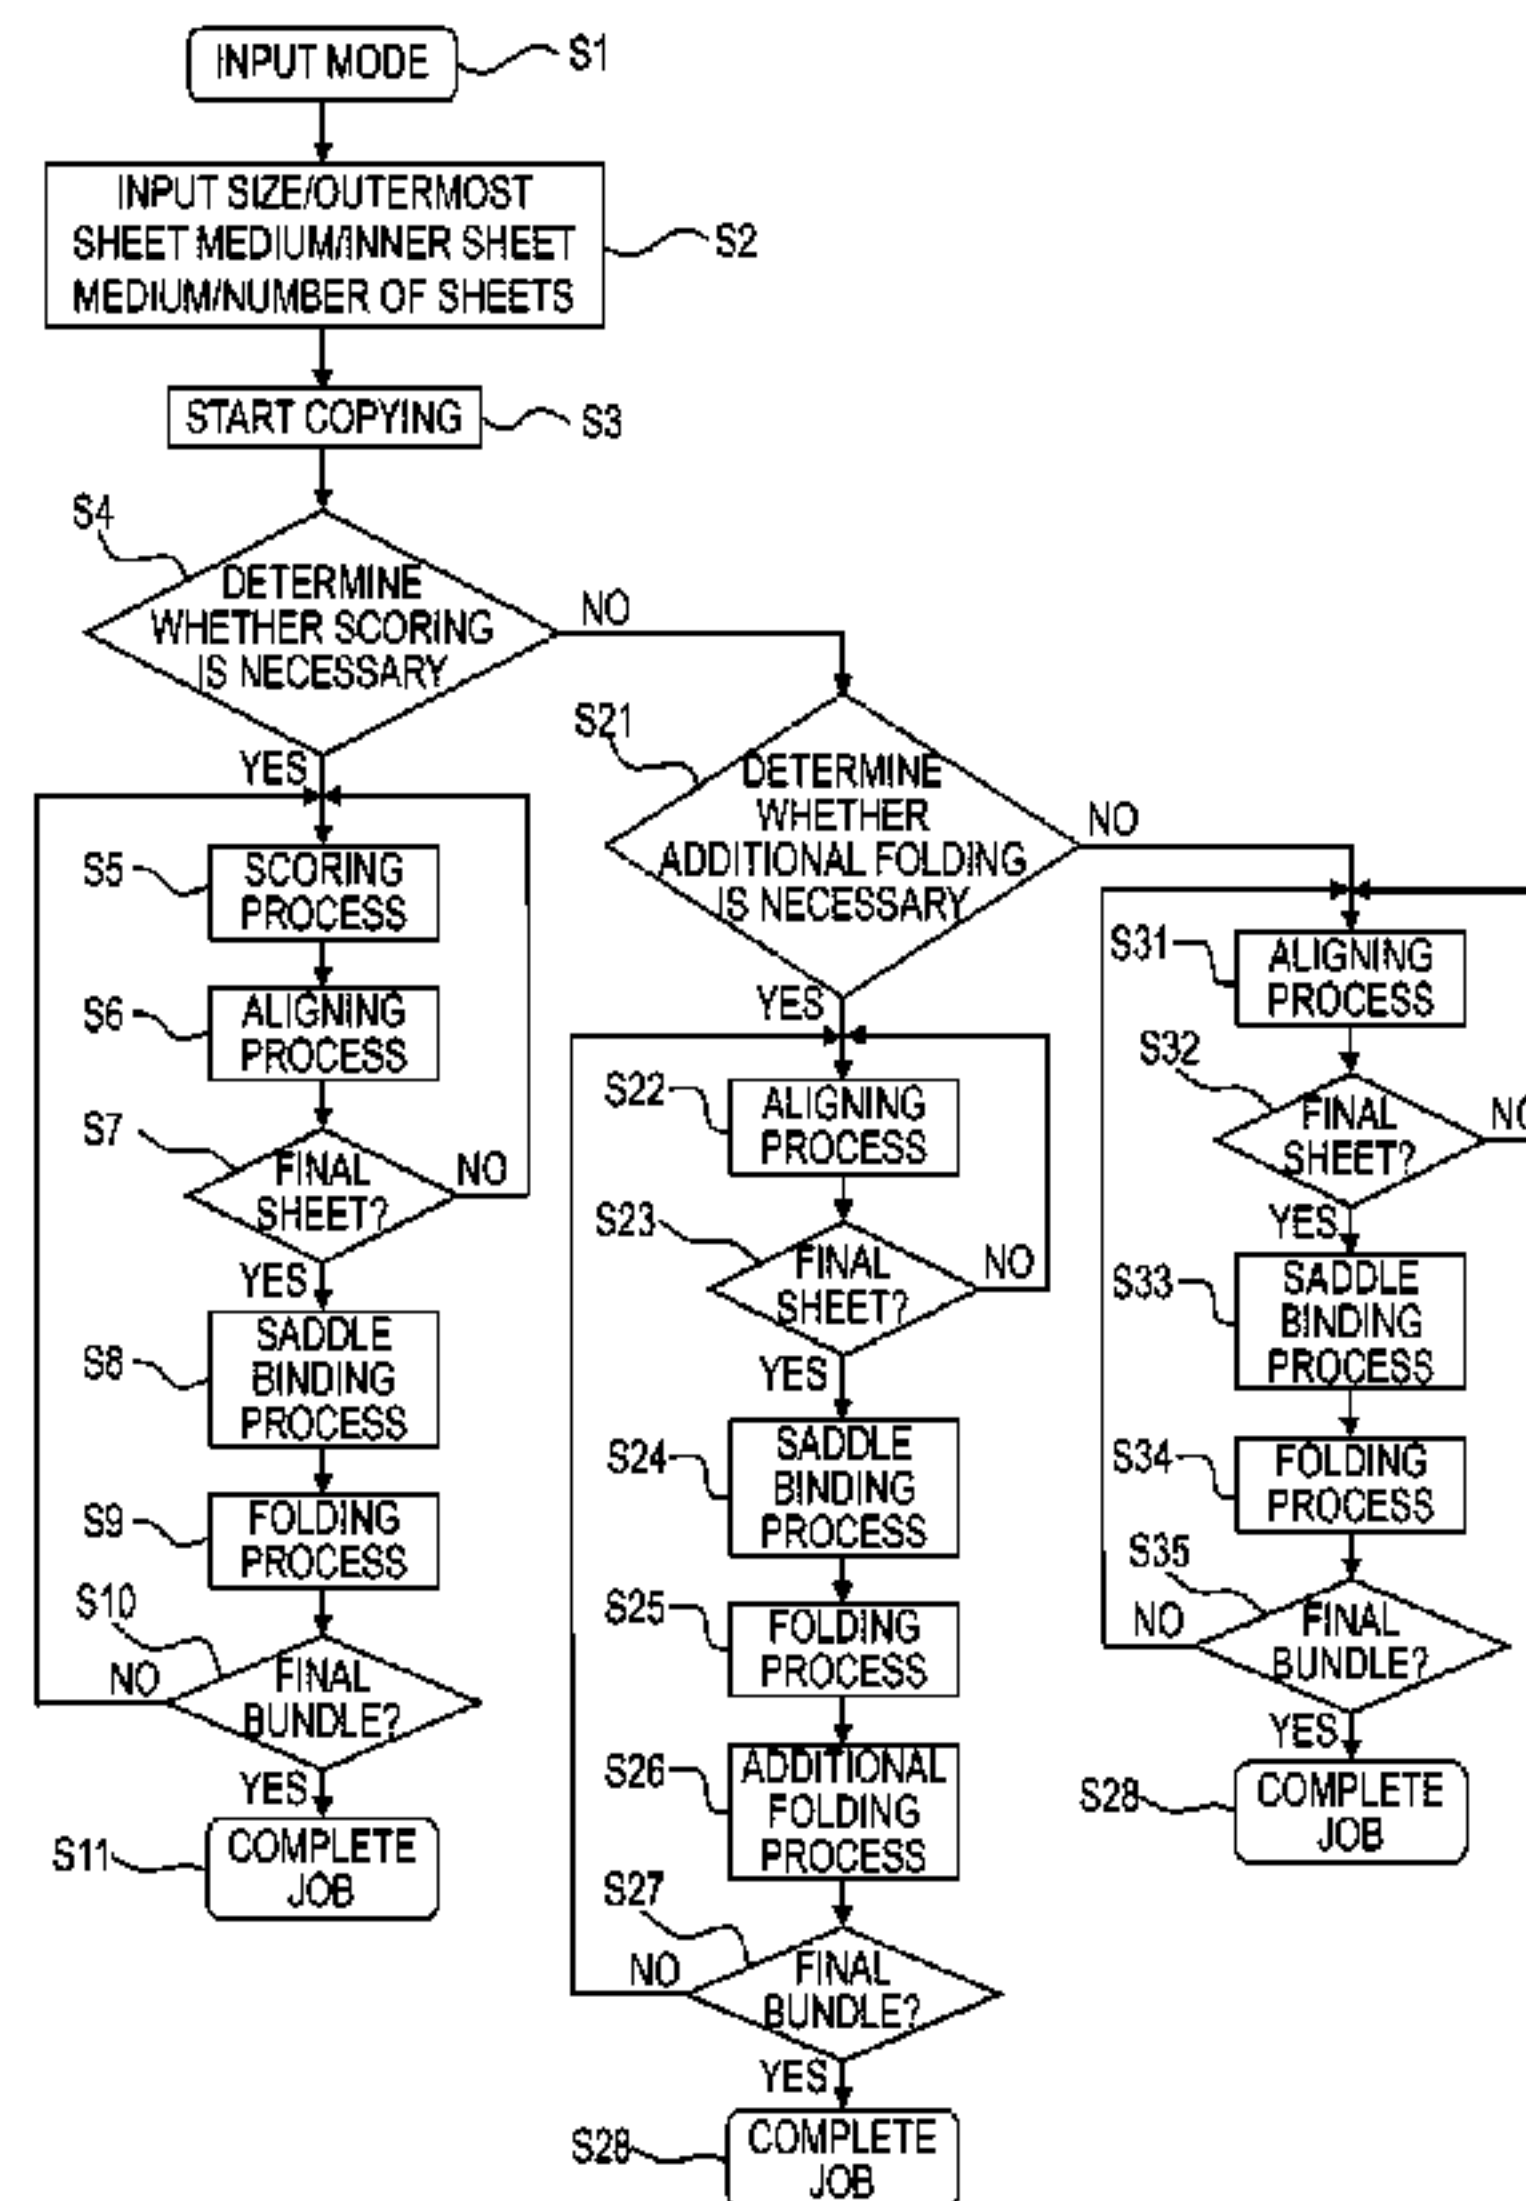 INPUT MODE
S1
INPUT SIZE/OUTERMOST
SHEET MEDIUM/INNER SHEET
MEDIUM/NUMBER OF SHEETS
S2
START COPYING
S3
S4
DETERMINE
WHETHER SCORING
IS NECESSARY
NO
YES
S5
SCORING
PROCESS
S6
ALIGNING
PROCESS
S7
FINAL
SHEET?
NO
YES
S8
SADDLE
BINDING
PROCESS
S9
FOLDING
PROCESS
S10
FINAL
BUNDLE?
NO
YES
S11
COMPLETE
JOB
S21
DETERMINE
WHETHER
ADDITIONAL FOLDING
IS NECESSARY
NO
YES
S22
ALIGNING
PROCESS
S23
FINAL
SHEET?
NO
YES
S24
SADDLE
BINDING
PROCESS
S25
FOLDING
PROCESS
S26
ADDITIONAL
FOLDING
PROCESS
S27
FINAL
BUNDLE?
NO
YES
S28
COMPLETE
JOB
S31
ALIGNING
PROCESS
S32
FINAL
SHEET?
NO
YES
S33
SADDLE
BINDING
PROCESS
S34
FOLDING
PROCESS
S35
FINAL
BUNDLE?
NO
YES
S28
COMPLETE
JOB